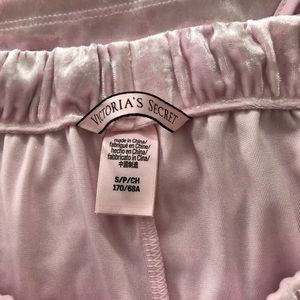 VICTORIA'S SECRET
made in China/
fabriqué en Chine/
hecho en China/
fabbricato in Cina/
中国制造
S/P/CH
170/68A